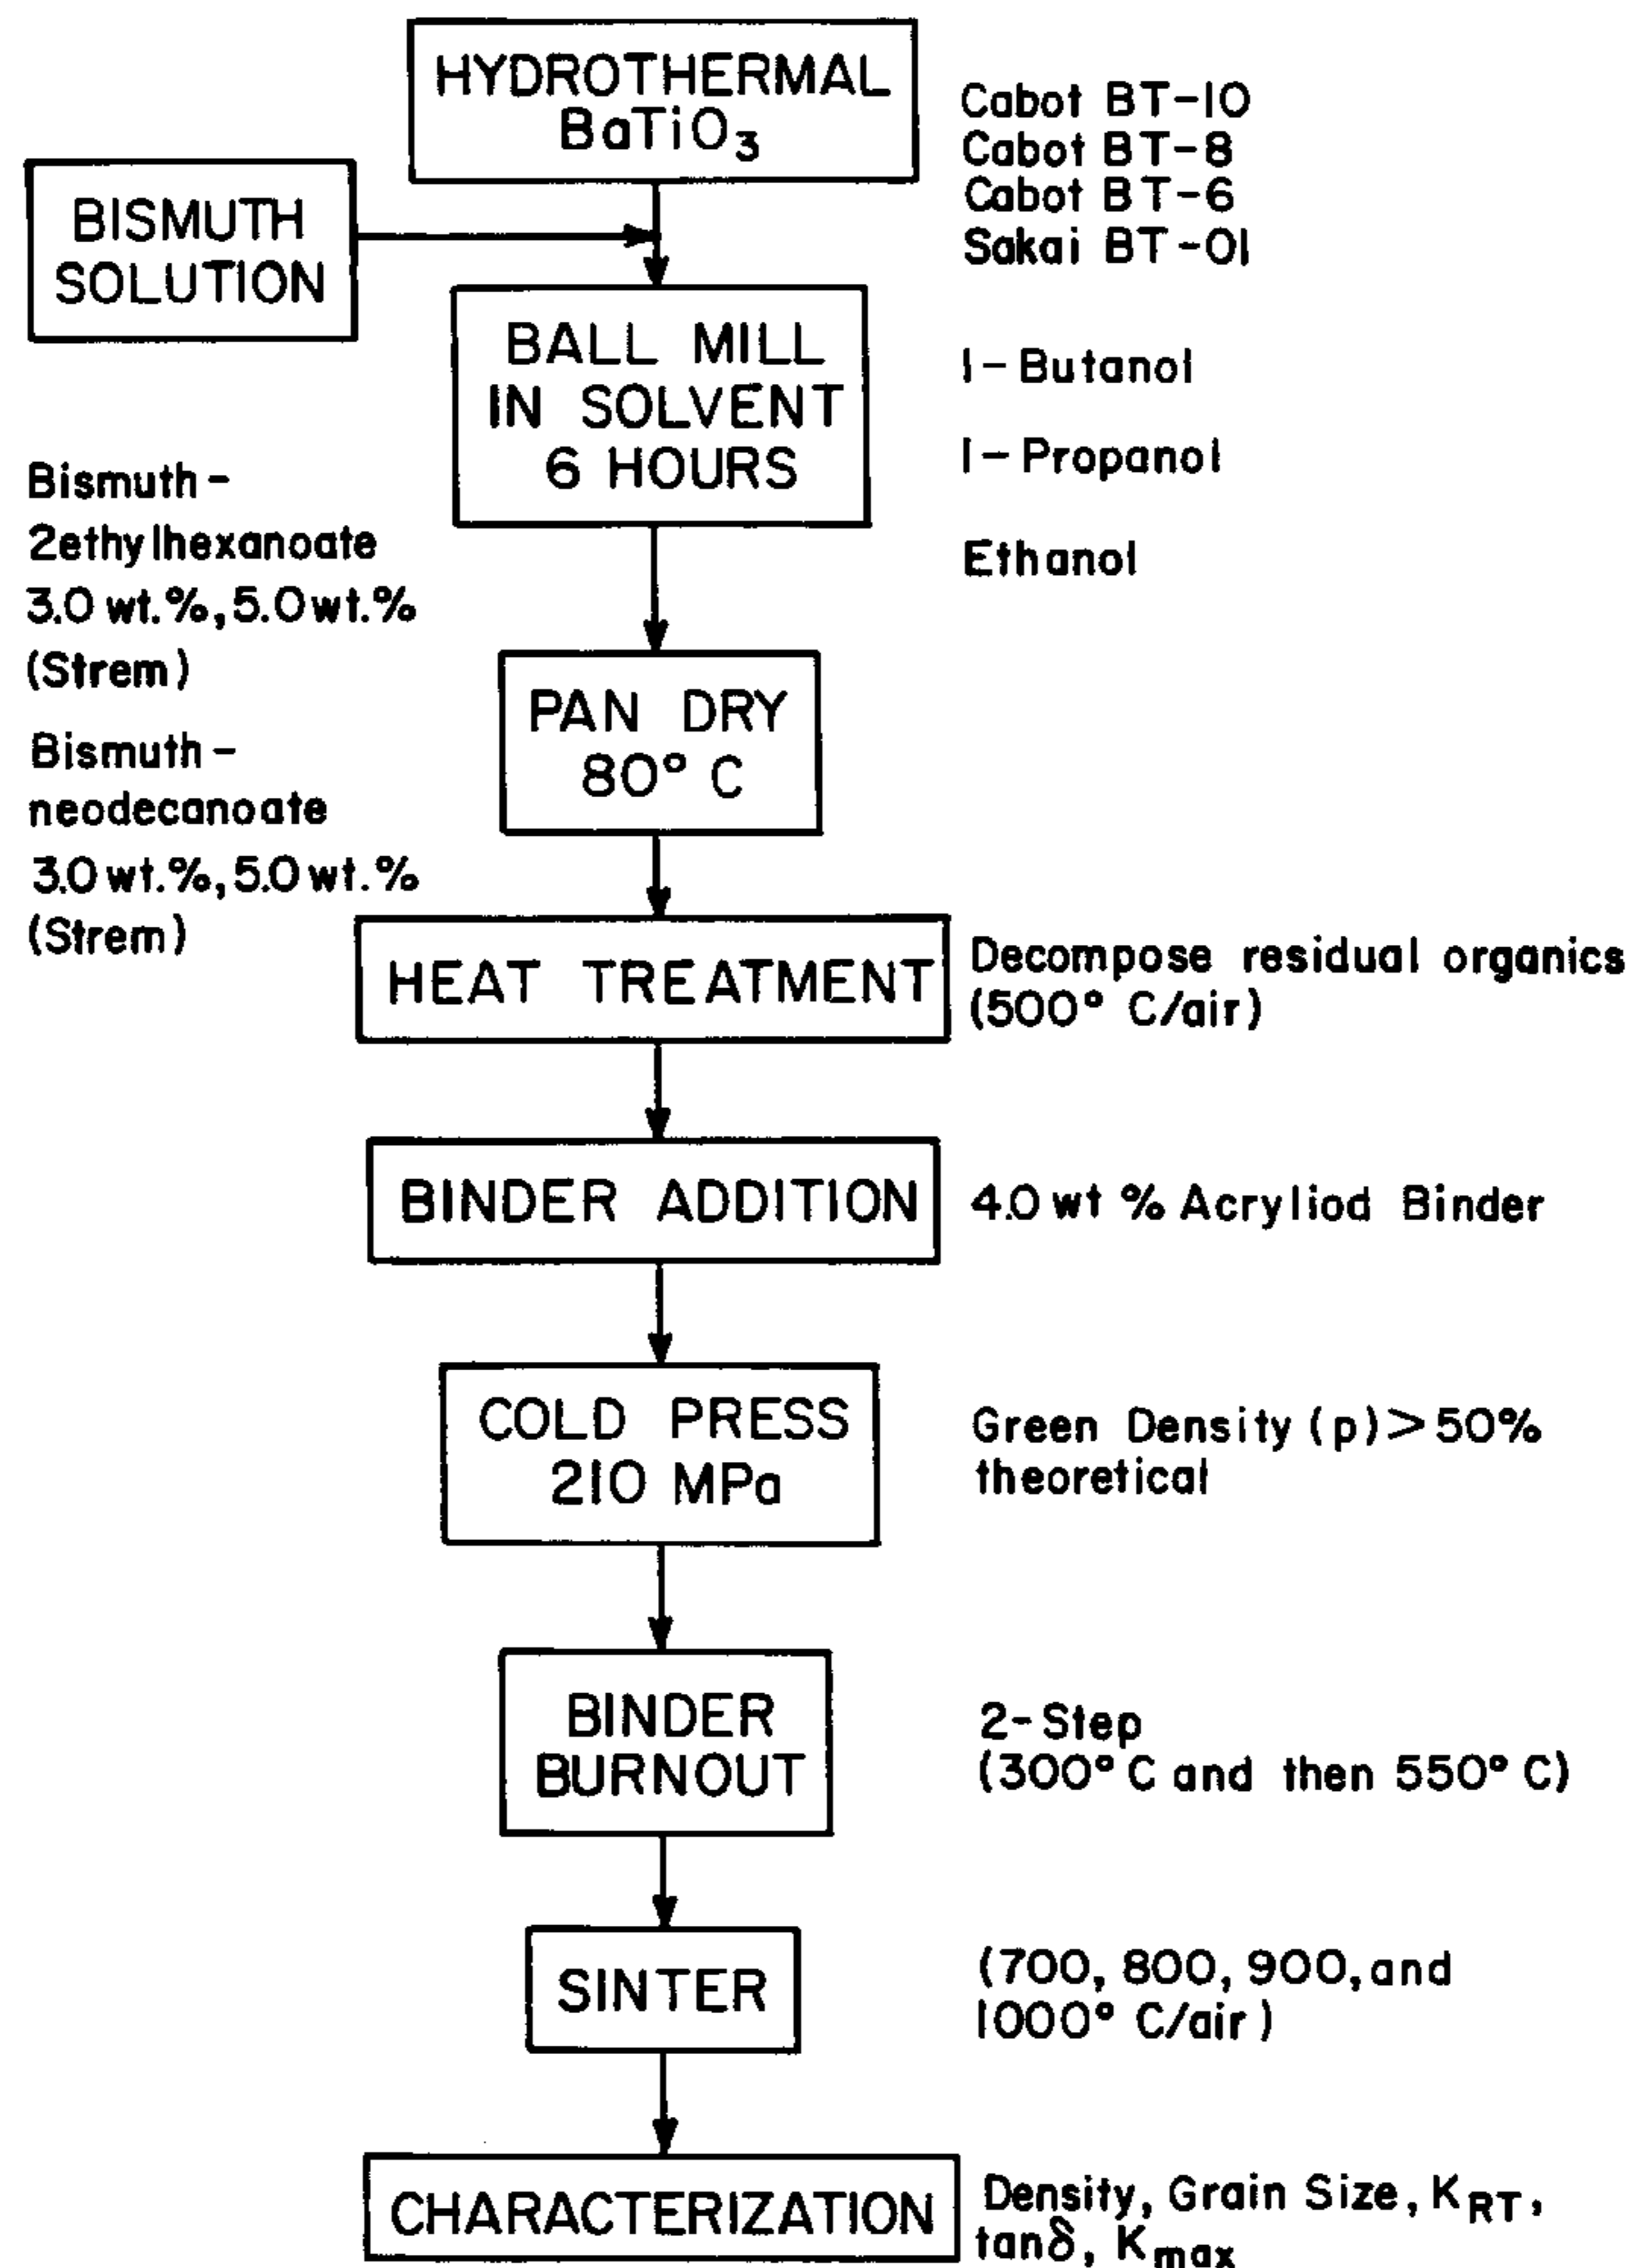 HYDROTHERMAL
BaTiO₃
Cabot BT-10
Cabot BT-8
Cabot BT-6
Sakai BT-01
BISMUTH
SOLUTION
BALL MILL
IN SOLVENT
6 HOURS
1-Butanol
1-Propanol
Ethanol
Bismuth-
2ethylhexanoate
3.0 wt.%, 5.0 wt.%
(Strem)
Bismuth-
neodecanoate
3.0 wt.%, 5.0 wt.%
(Strem)
PAN DRY
80° C
HEAT TREATMENT
Decompose residual organics
(500° C/air)
BINDER ADDITION
4.0 wt % Acryliod Binder
COLD PRESS
210 MPa
Green Density (p) > 50%
theoretical
BINDER
BURNOUT
2-Step
(300° C and then 550° C)
SINTER
(700, 800, 900, and
1000° C/air)
CHARACTERIZATION
Density, Grain Size, K_RT,
tanδ, K_max